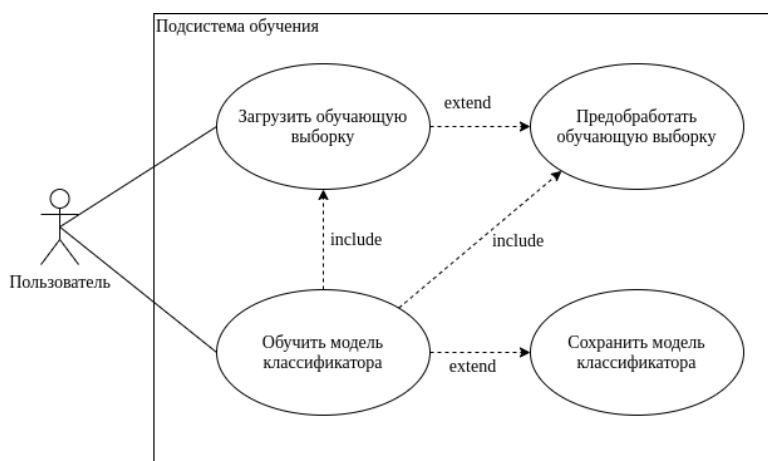 Подсистема обучения
Загрузить обучающую
выборку
extend
Предобработать
обучающую выборку
include
include
Пользователь
Обучить модель
классификатора
extend
Сохранить модель
классификатора